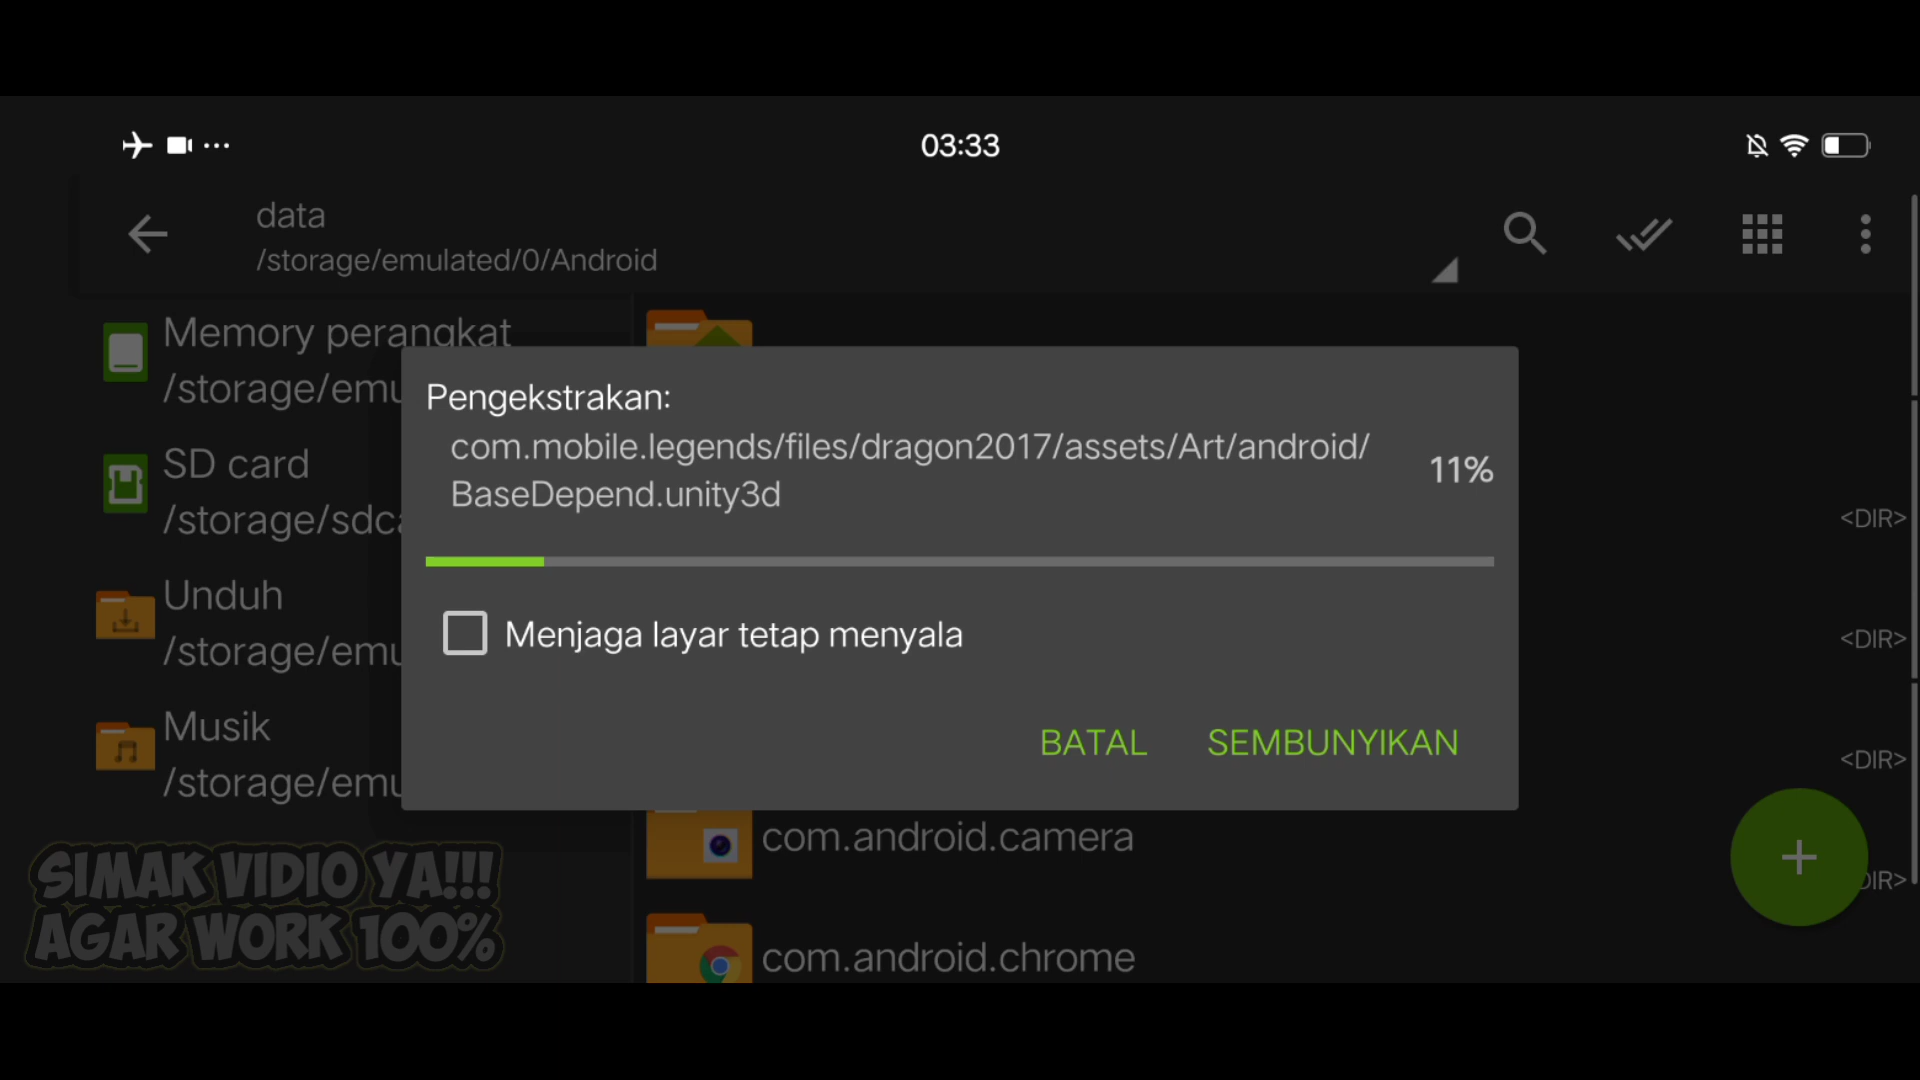 03:33
data
/storage/emulated/0/Android
Memory perangkat
/storage/emu
SD card
/storage/sdca
Unduh
/storage/emu
Musik
/storage/emu
Pengekstrakan:
com.mobile.legends/files/dragon2017/assets/Art/android/
BaseDepend.unity3d
11%
Menjaga layar tetap menyala
BATAL SEMBUNYIKAN
<DIR>
<DIR>
<DIR>
com.android.camera
DIR>
com.android.chrome
SIMAK VIDIO YA!!!
AGAR WORK 100%